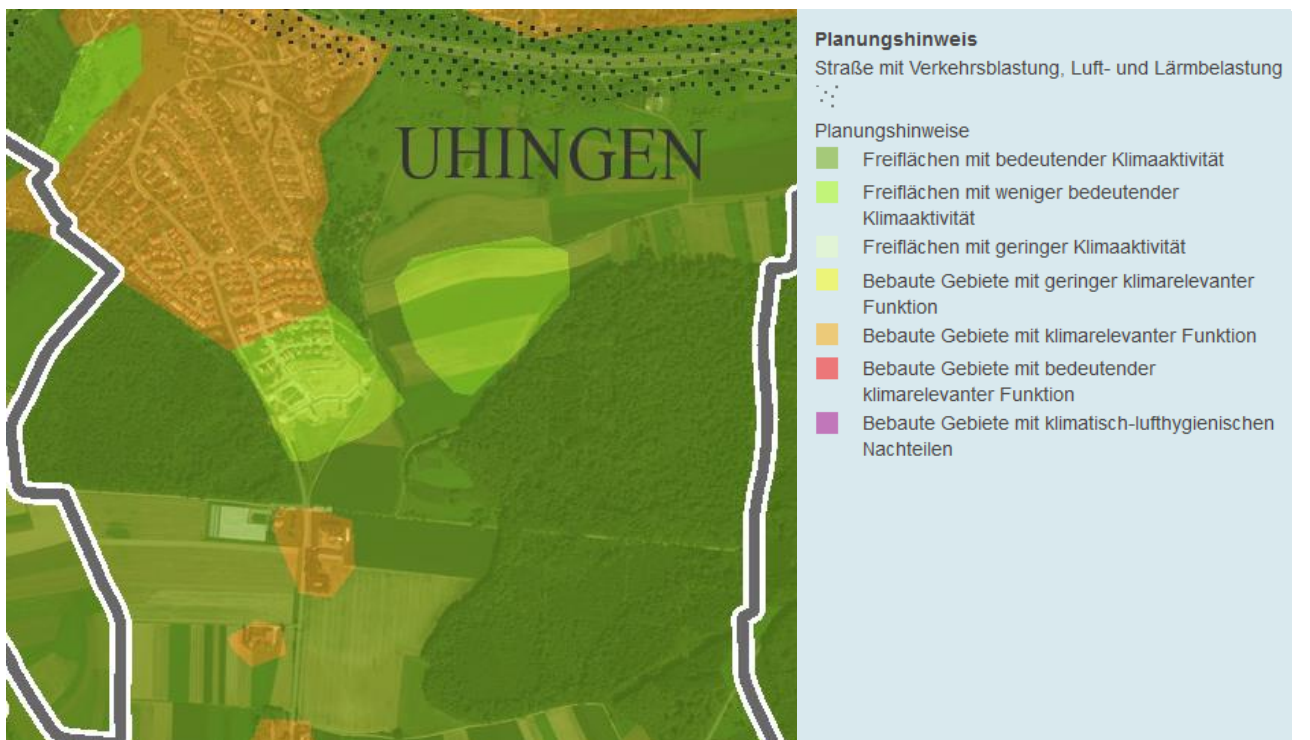 UHINGEN
Planungshinweis
Straße mit Verkehrsblastung, Luft- und Lärmbelastung
Planungshinweise
Freiflächen mit bedeutender Klimaaktivität
Freiflächen mit weniger bedeutender
Klimaaktivität
Freiflächen mit geringer Klimaaktivität
Bebaute Gebiete mit geringer klimarelevanter
Funktion
Bebaute Gebiete mit klimarelevanter Funktion
Bebaute Gebiete mit bedeutender
klimarelevanter Funktion
Bebaute Gebiete mit klimatisch-lufthygienischen
Nachteilen